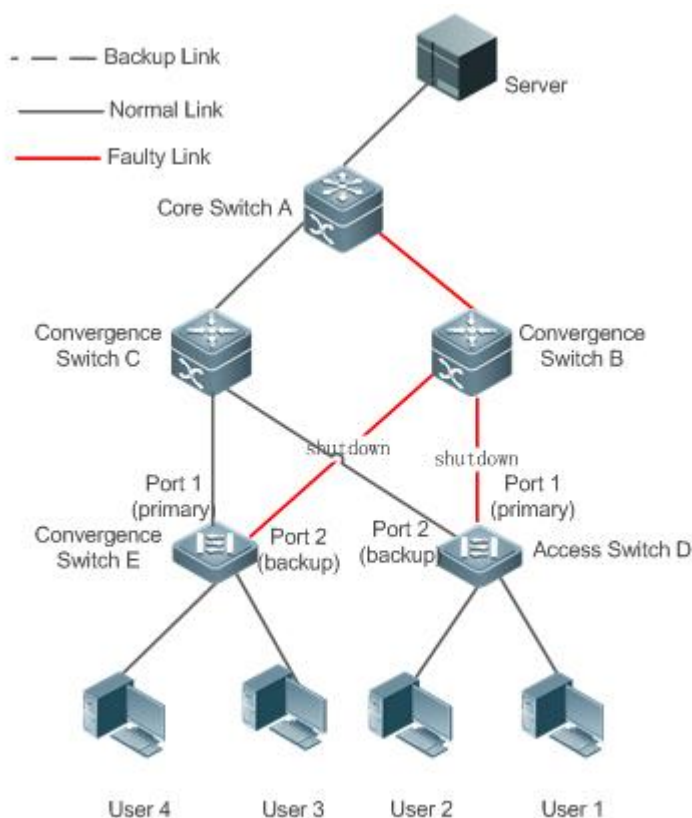 Backup Link
Server
Normal Link
Faulty Link
Core Switch A
Convergence
Switch C
Convergence
Switch B
shutdown
shutdown
Port 1
(primary)
Port 1
(primary)
Convergence
Switch E
Port 2
(backup)
Port 2
(backup)
Access Switch D
User 4
User 3
User 2
User 1